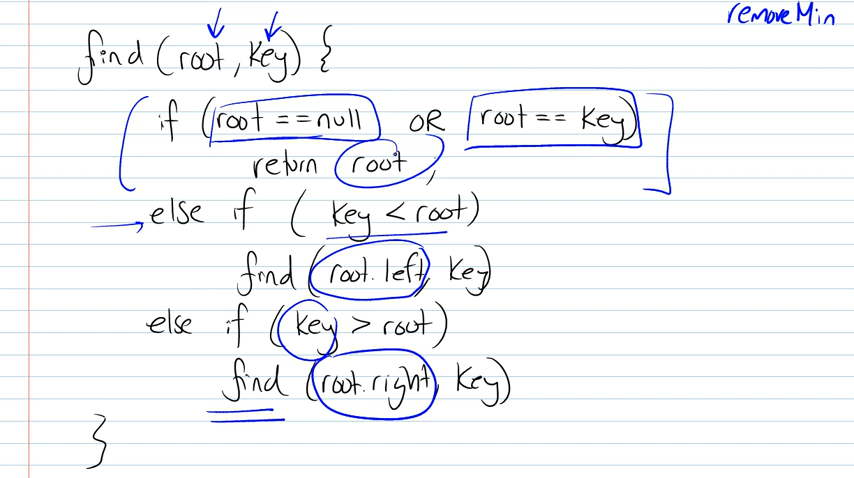 removeMin
find (root, key) {
if (root == null OR root == key)
return root;
else if ( key < root)
find (root.left, key)
else if (key > root)
find (root.right, key)
}